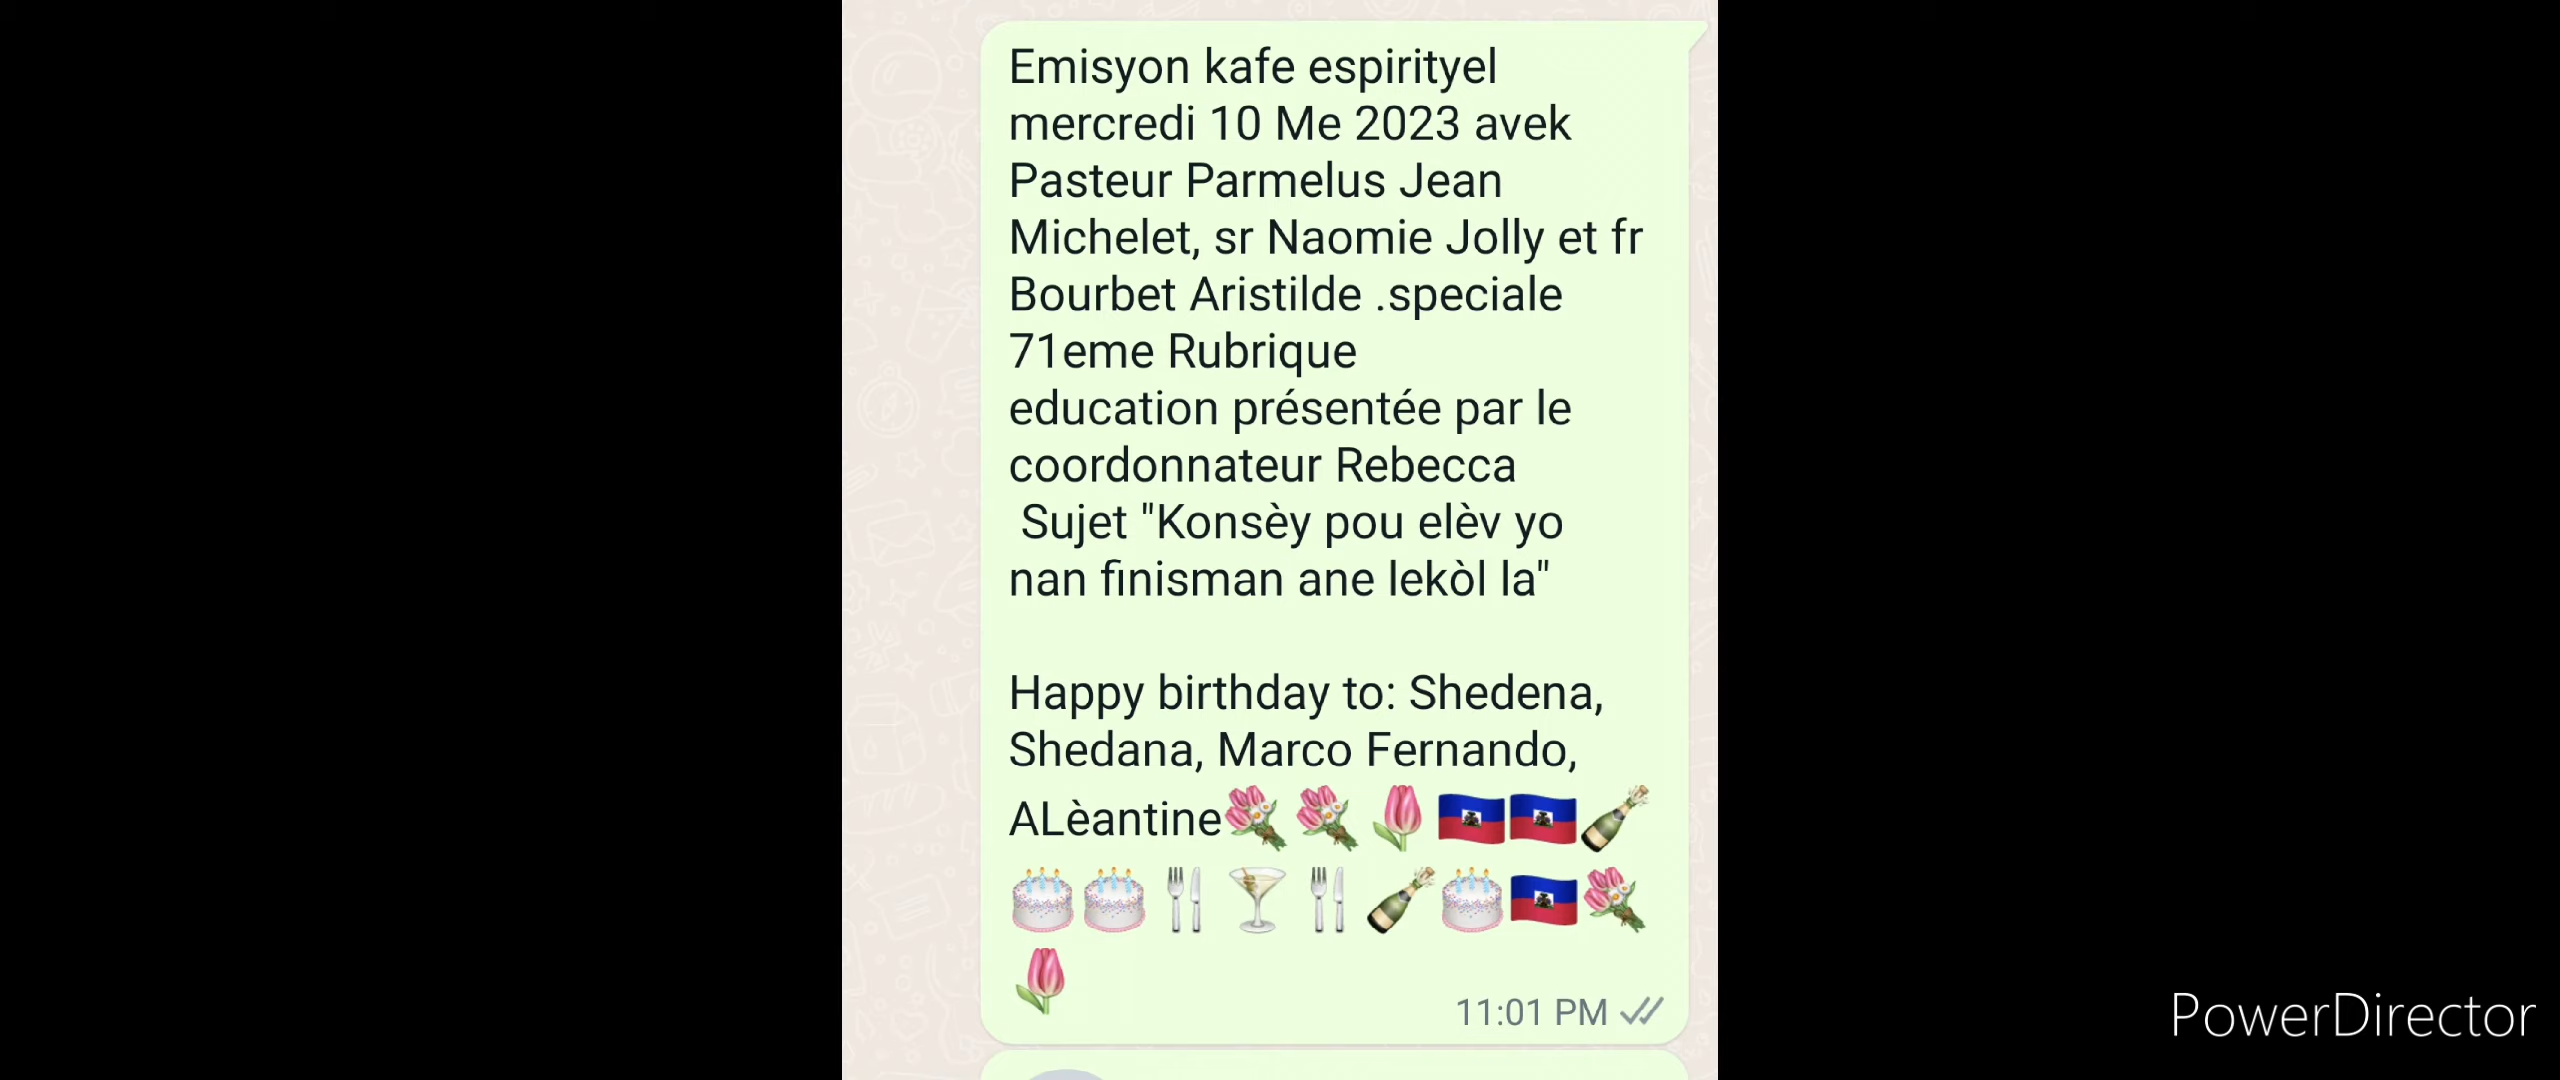 Emisyon kafe espirityel
mercredi 10 Me 2023 avek
Pasteur Parmelus Jean
Michelet, sr Naomie Jolly et fr
Bourbet Aristilde .speciale
71eme Rubrique
education présentée par le
coordonnateur Rebecca
Sujet "Konsèy pou elèv yo
nan finisman ane lekòl la"
Happy birthday to: Shedena,
Shedana, Marco Fernando,
ALèantine💐💐🌷🇭🇹🇭🇹🍾
🎂🎂🍴🍸🍴🍾🎂🇭🇹💐
🌷
11:01 PM
PowerDirector